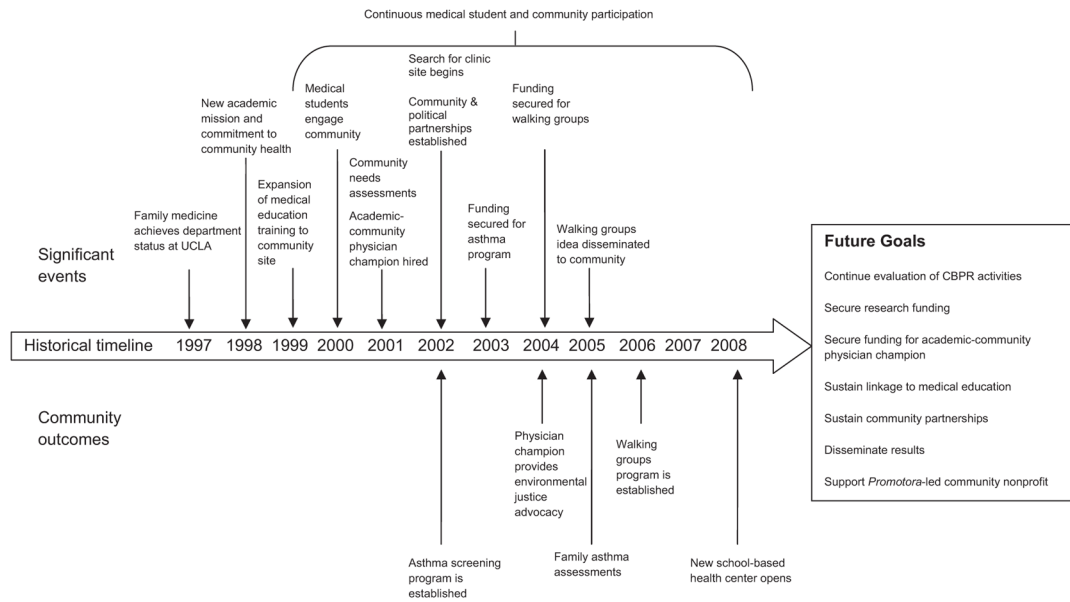 Continuous medical student and community participation
Search for clinic
site begins
Medical
students
engage
community
Funding
secured for
walking groups
New academic
mission and
commitment to
community health
Community &
political
partnerships
established
Community
needs
assessments
Expansion
of medical
education
training to
community
site
Family medicine
achieves department
status at UCLA
Academic-
community
physician
champion hired
Funding
secured for
asthma
program
Walking groups
idea disseminated
to community
Significant
events
Historical timeline 1997 1998 1999 2000 2001 2002 2003 2004 2005 2006 2007 2008
Community
outcomes
Physician
champion
provides
environmental
justice
advocacy
Walking
groups
program is
established
Asthma screening
program is
established
Family asthma
assessments
New school-based
health center opens
Future Goals
Continue evaluation of CBPR activities
Secure research funding
Secure funding for academic-community
physician champion
Sustain linkage to medical education
Sustain community partnerships
Disseminate results
Support Promotora-led community nonprofit